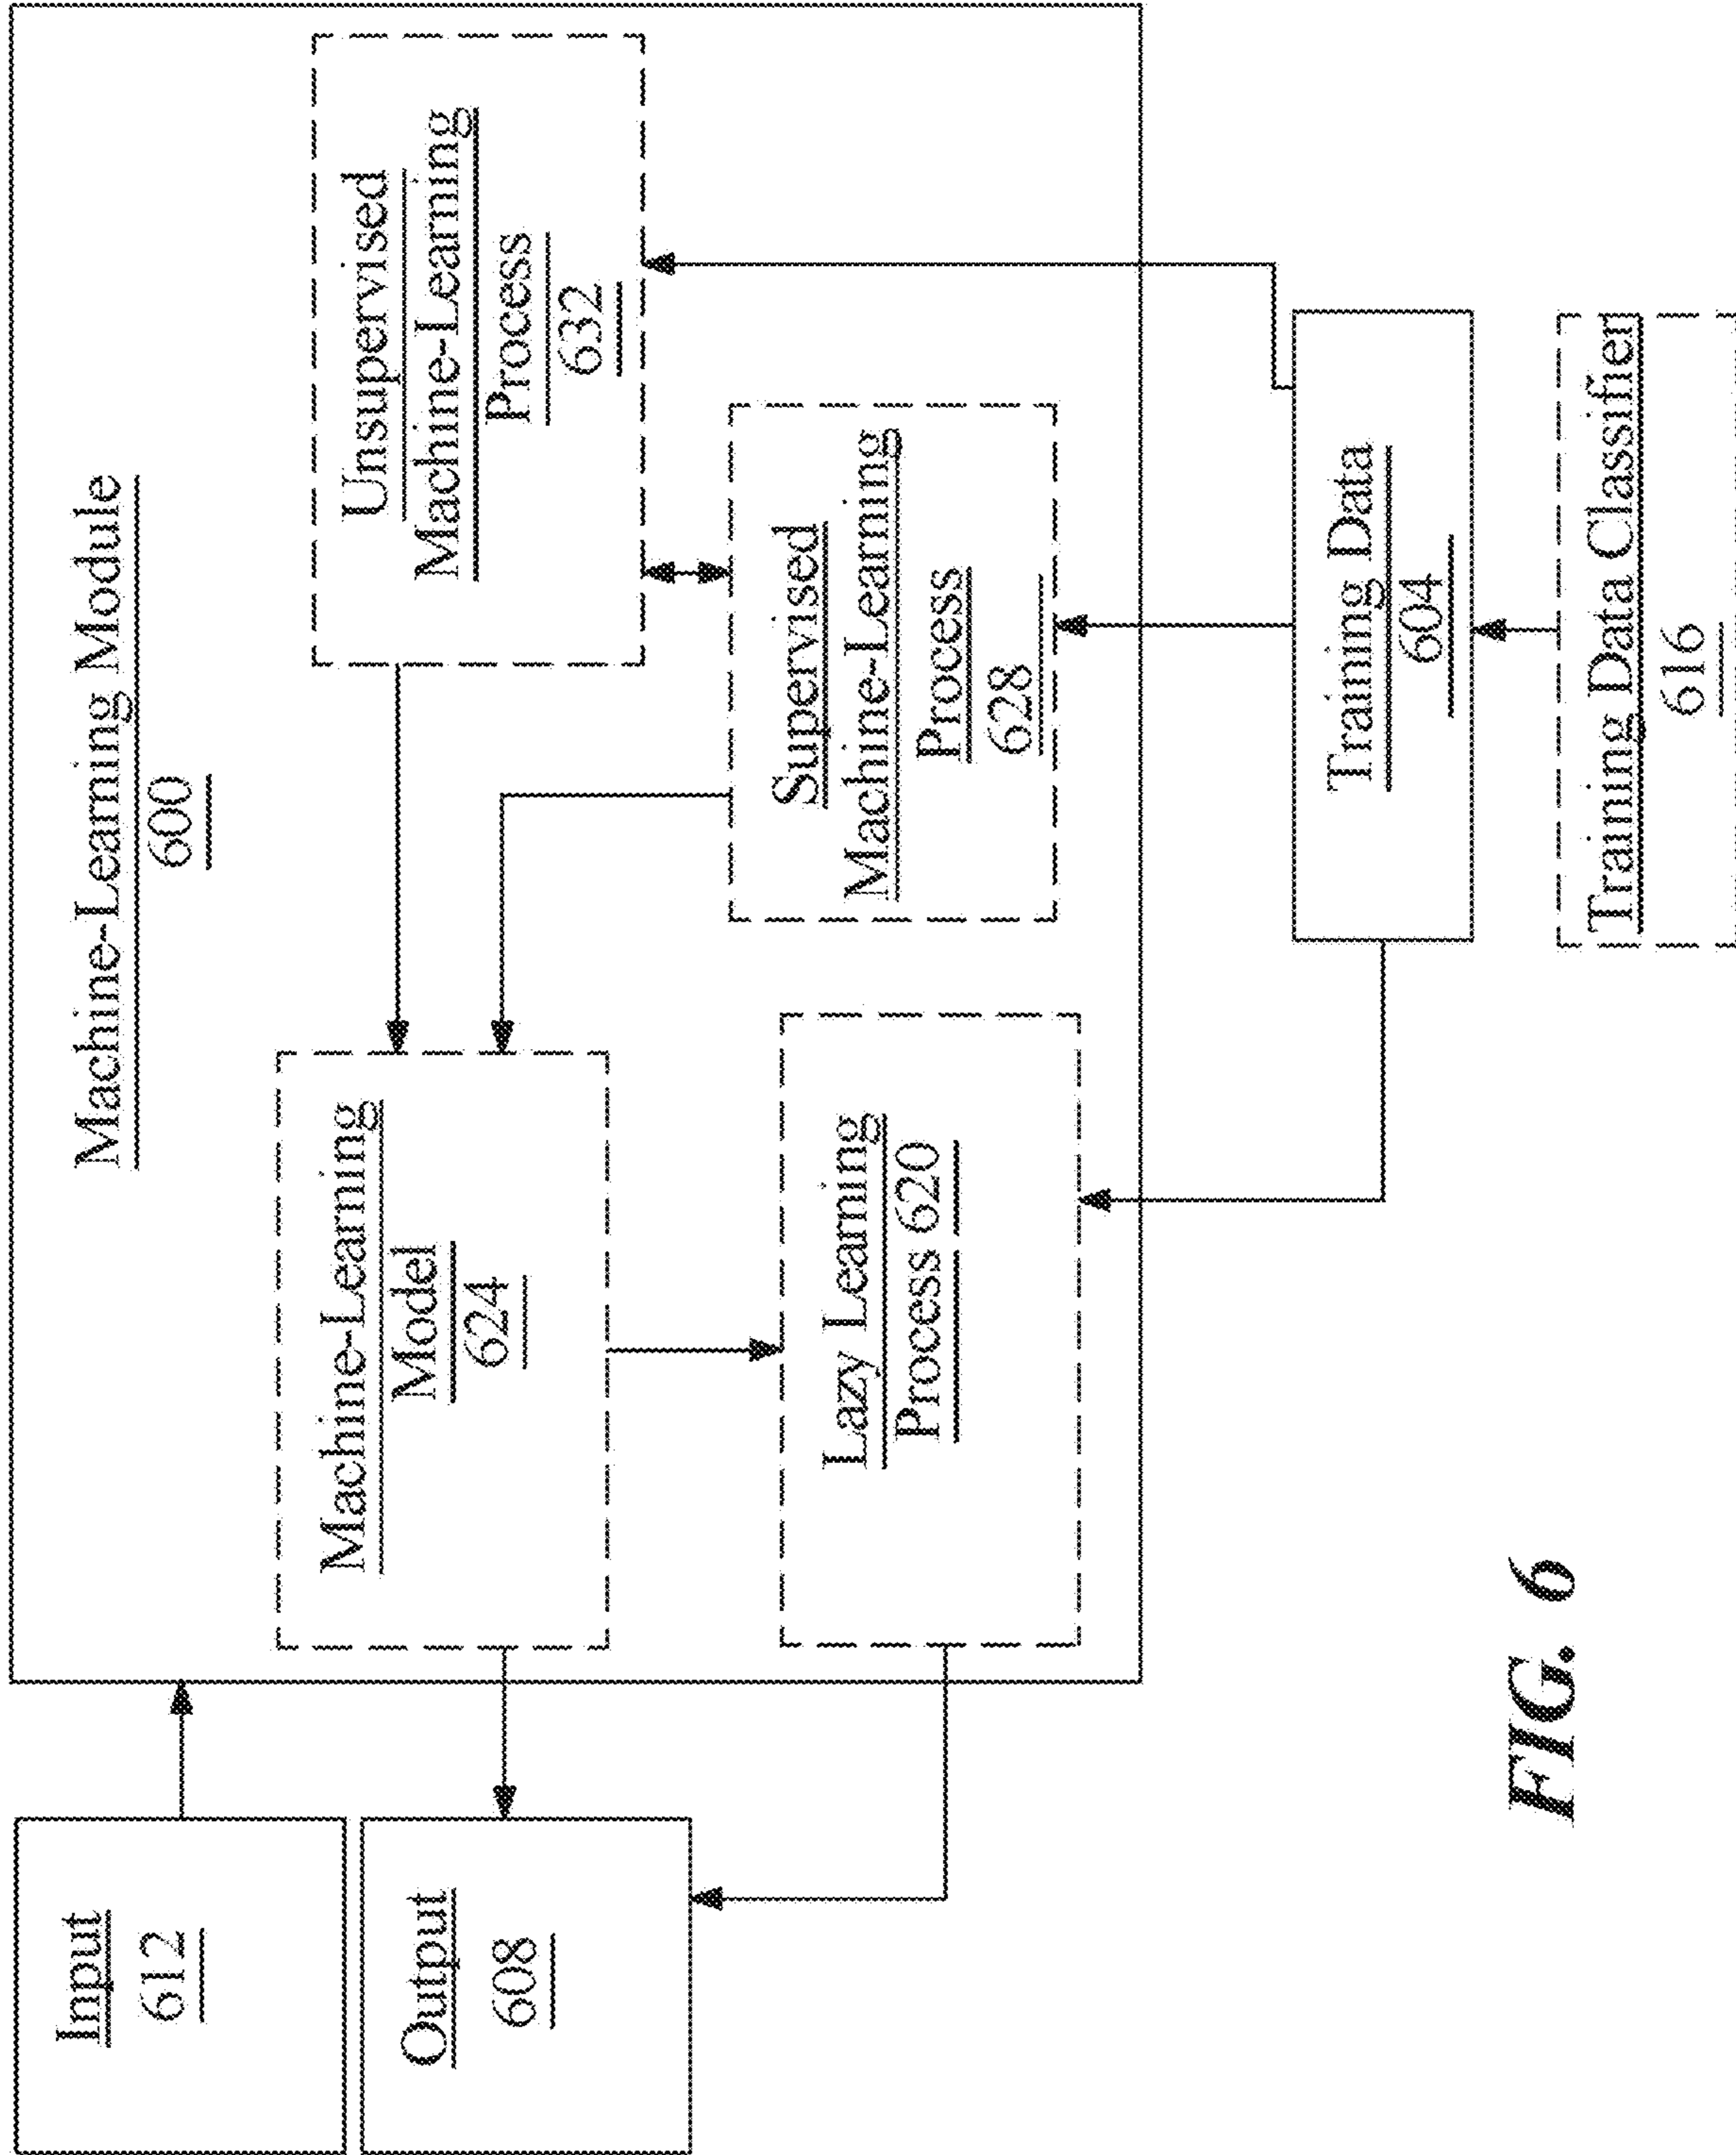 Machine-Learning Module
600
Input
612
Output
608
Machine-Learning
Model
624
Unsupervised
Machine-Learning
Process
632
Supervised
Machine-Learning
Process
628
Lazy Learning
Process 620
Training Data
604
Training Data Classifier
616
FIG. 6